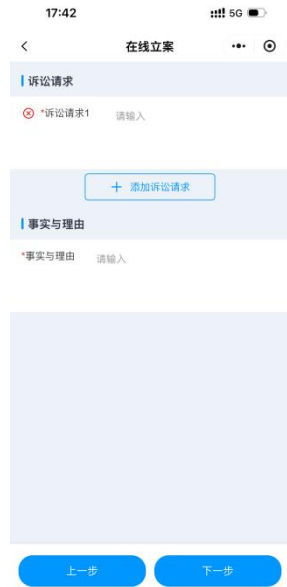 17:42 5G
在线立案
诉讼请求
*诉讼请求1 请输入
+ 添加诉讼请求
事实与理由
*事实与理由 请输入
上一步 下一步